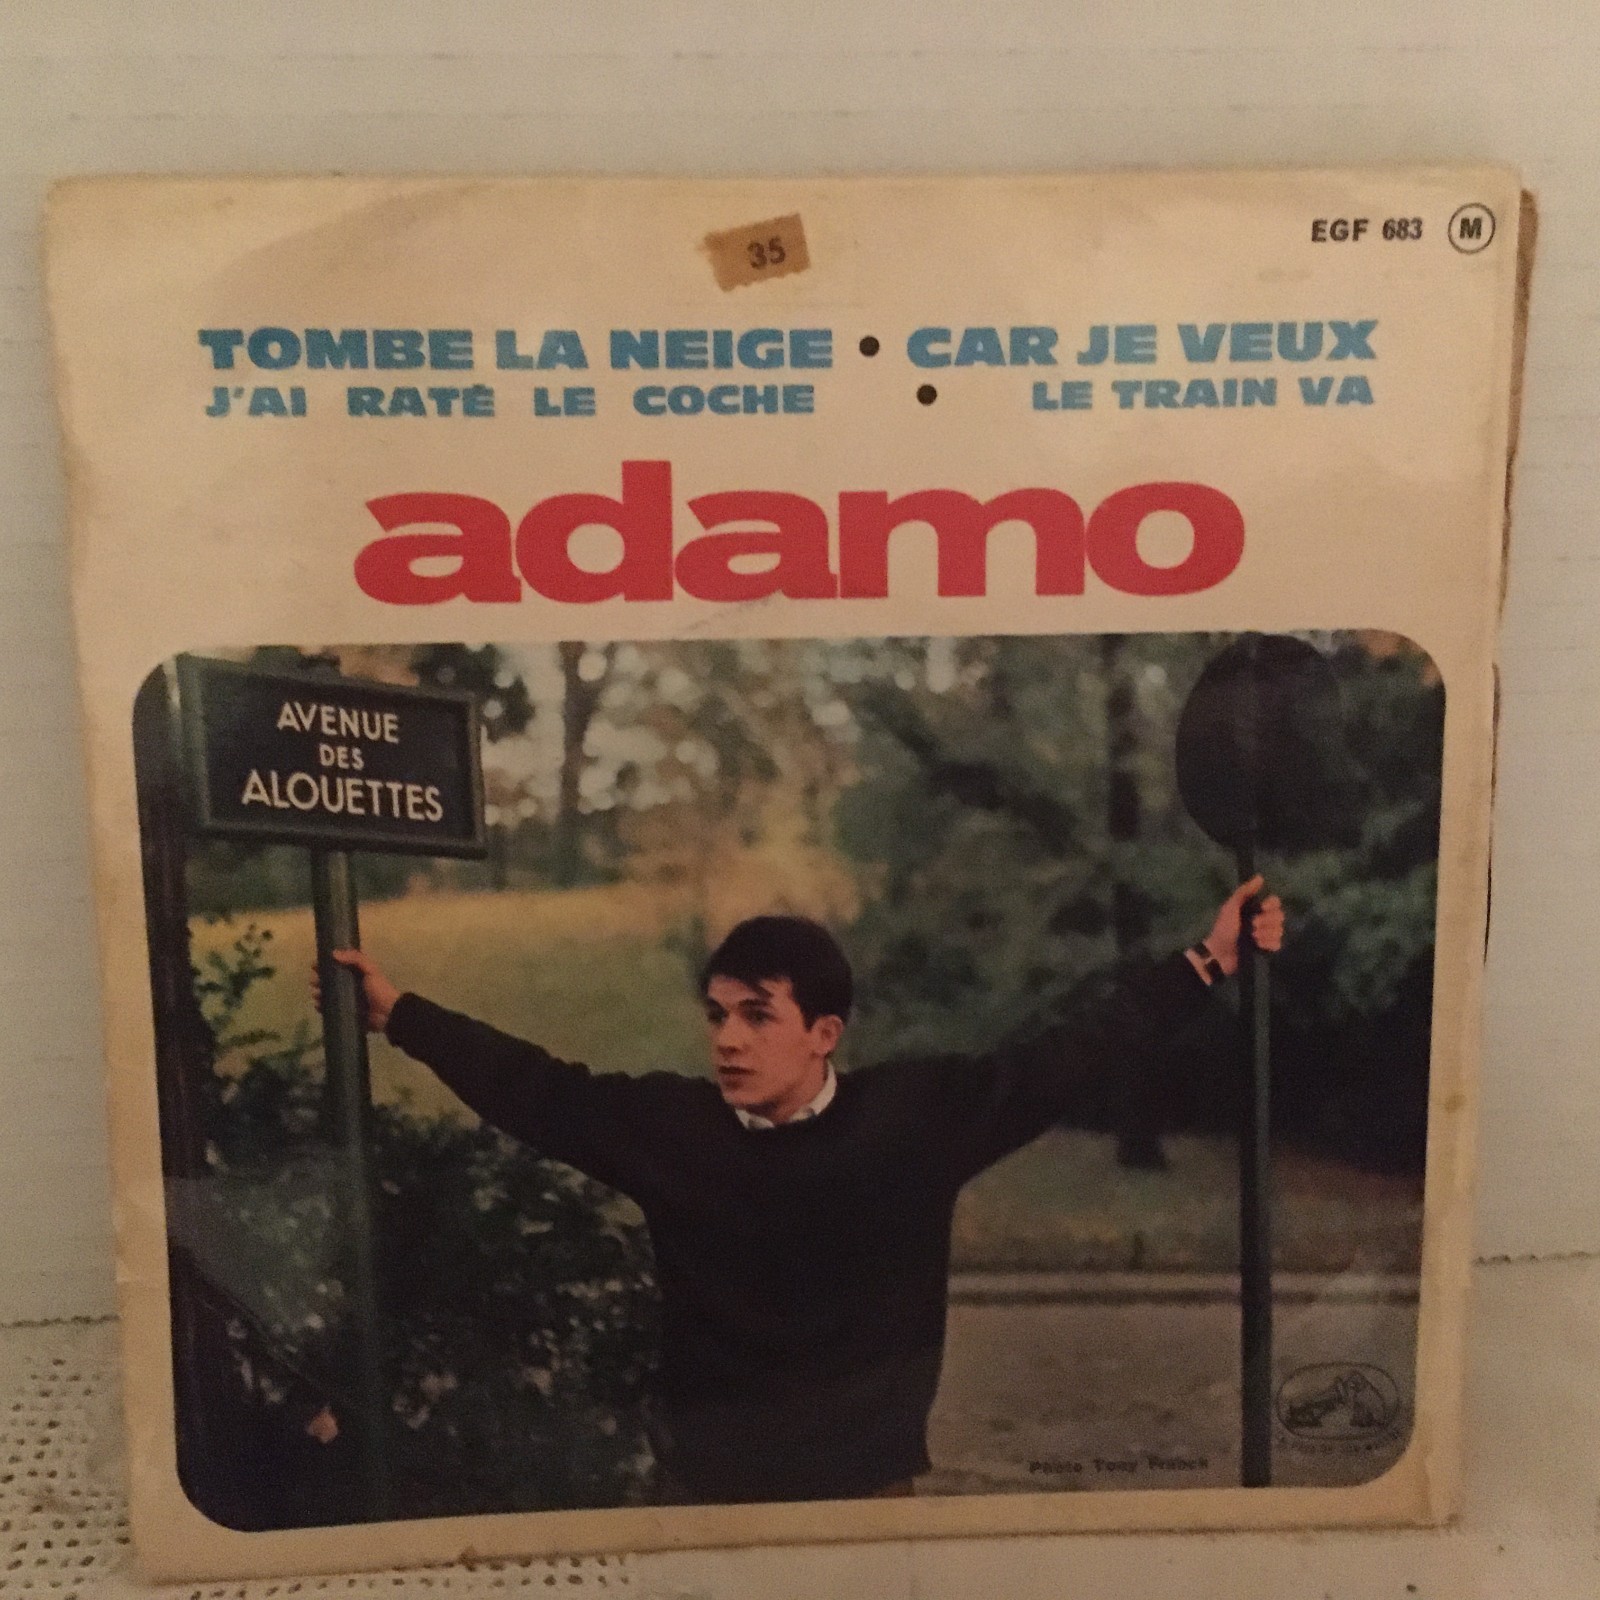 EGF 683 M
35
TOMBE LA NEIGE • CAR JE VEUX
J'AI RATÉ LE COCHE • LE TRAIN VA
adamo
AVENUE
DES
ALOUETTES
Photo Tony Franck